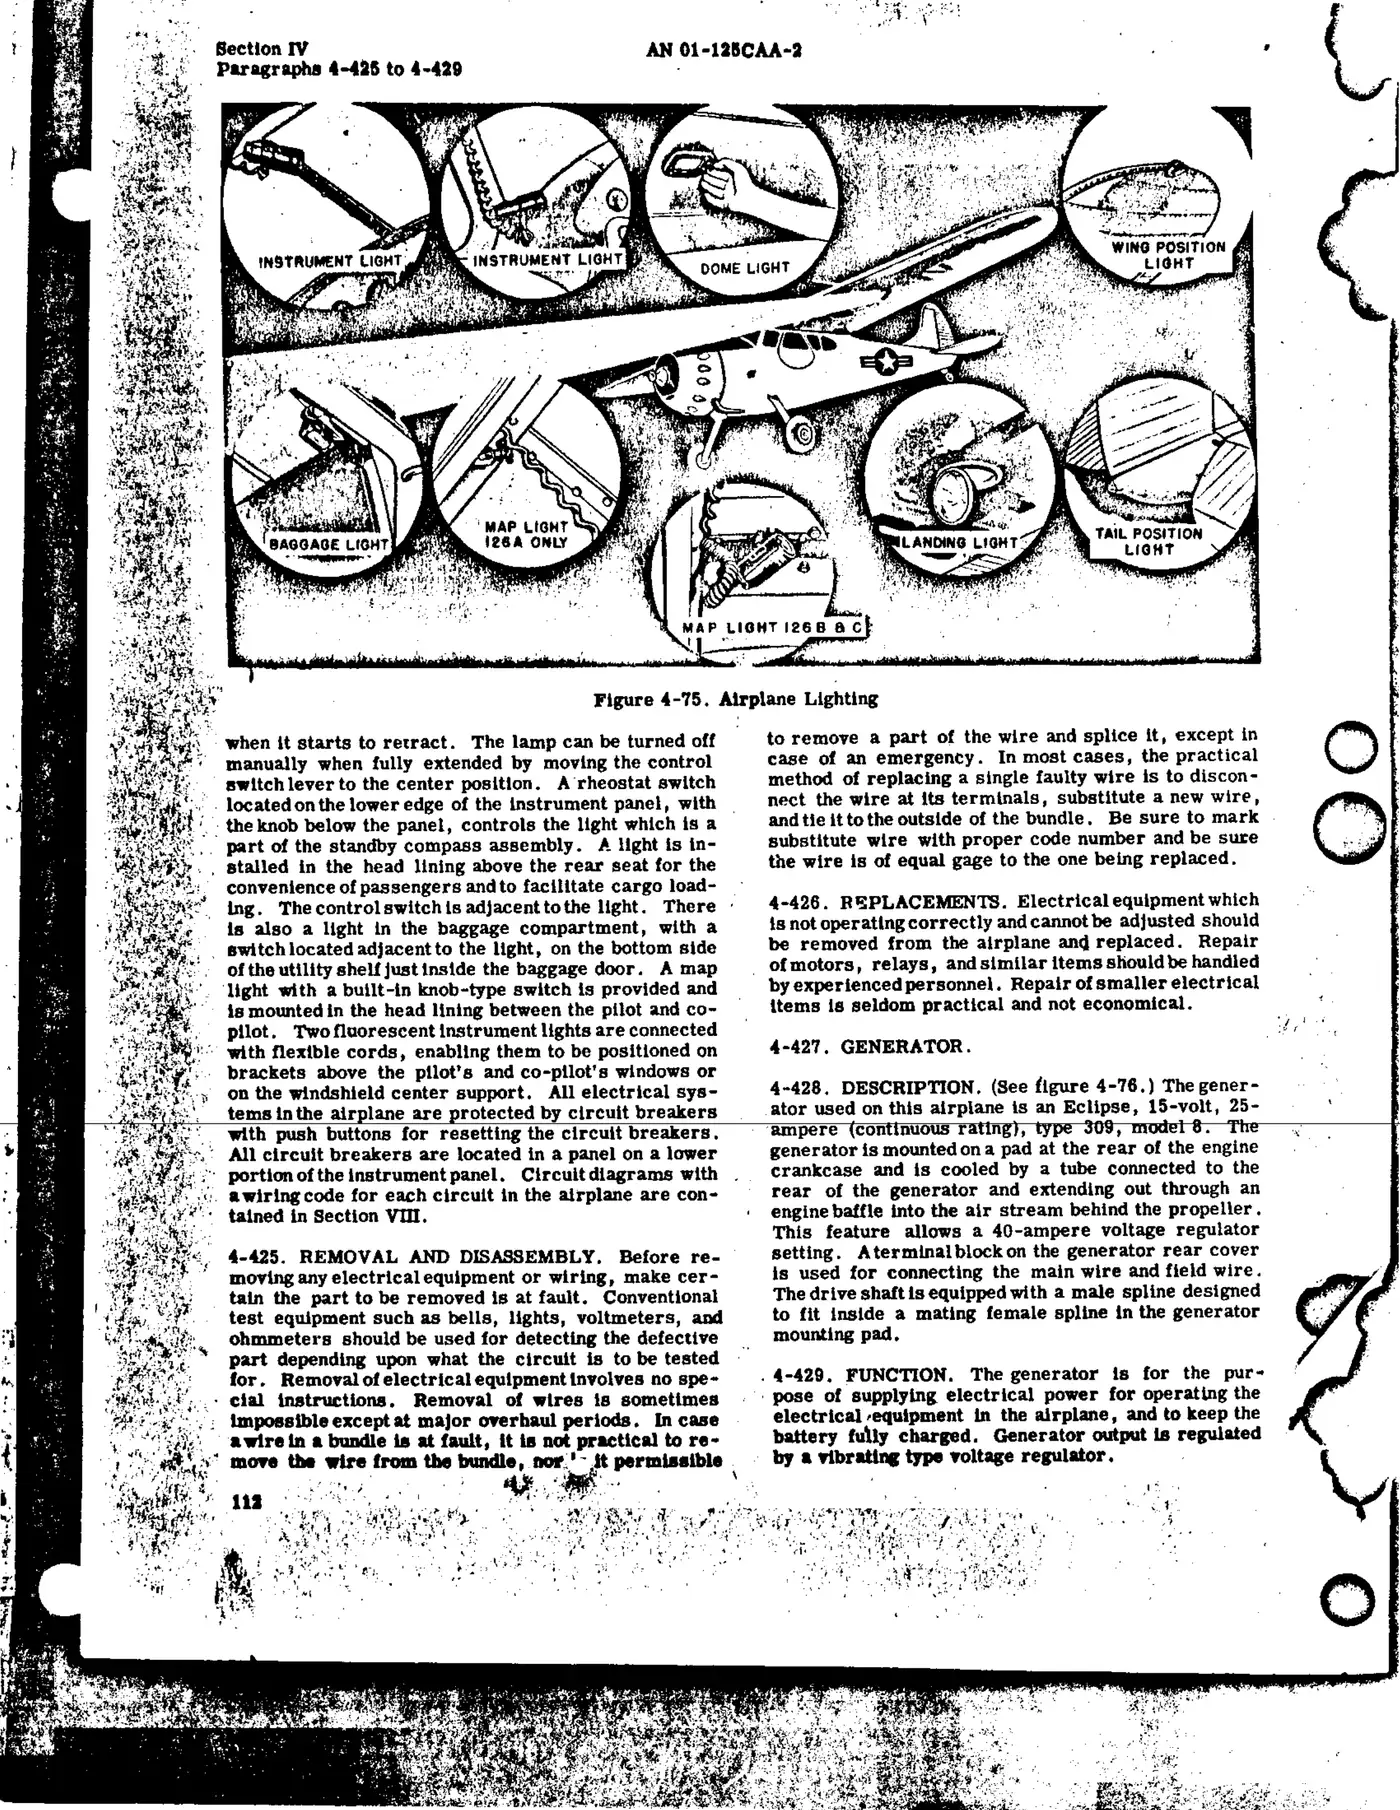 Section IV
Paragraphs 4-425 to 4-429
AN 01-125CAA-2
INSTRUMENT LIGHT
INSTRUMENT LIGHT
DOME LIGHT
WING POSITION
LIGHT
BAGGAGE LIGHT
MAP LIGHT
126A ONLY
LANDING LIGHT
TAIL POSITION
LIGHT
MAP LIGHT 126 B & C
Figure 4-75. Airplane Lighting
when it starts to retract. The lamp can be turned off
manually when fully extended by moving the control
switch lever to the center position. A rheostat switch
located on the lower edge of the instrument panel, with
the knob below the panel, controls the light which is a
part of the standby compass assembly. A light is in-
stalled in the head lining above the rear seat for the
convenience of passengers and to facilitate cargo load-
ing. The control switch is adjacent to the light. There
is also a light in the baggage compartment, with a
switch located adjacent to the light, on the bottom side
of the utility shelf just inside the baggage door. A map
light with a built-in knob-type switch is provided and
is mounted in the head lining between the pilot and co-
pilot. Two fluorescent instrument lights are connected
with flexible cords, enabling them to be positioned on
brackets above the pilot's and co-pilot's windows or
on the windshield center support. All electrical sys-
tems in the airplane are protected by circuit breakers
with push buttons for resetting the circuit breakers.
All circuit breakers are located in a panel on a lower
portion of the instrument panel. Circuit diagrams with
a wiring code for each circuit in the airplane are con-
tained in Section VIII.
4-425. REMOVAL AND DISASSEMBLY. Before re-
moving any electrical equipment or wiring, make cer-
tain the part to be removed is at fault. Conventional
test equipment such as bells, lights, voltmeters, and
ohmmeters should be used for detecting the defective
part depending upon what the circuit is to be tested
for. Removal of electrical equipment involves no spe-
cial instructions. Removal of wires is sometimes
impossible except at major overhaul periods. In case
a wire in a bundle is at fault, it is not practical to re-
move the wire from the bundle, nor it permissible
112
to remove a part of the wire and splice it, except in
case of an emergency. In most cases, the practical
method of replacing a single faulty wire is to discon-
nect the wire at its terminals, substitute a new wire,
and tie it to the outside of the bundle. Be sure to mark
substitute wire with proper code number and be sure
the wire is of equal gage to the one being replaced.
4-426. REPLACEMENTS. Electrical equipment which
is not operating correctly and cannot be adjusted should
be removed from the airplane and replaced. Repair
of motors, relays, and similar items should be handled
by experienced personnel. Repair of smaller electrical
items is seldom practical and not economical.
4-427. GENERATOR.
4-428. DESCRIPTION. (See figure 4-76.) The gener-
ator used on this airplane is an Eclipse, 15-volt, 25-
ampere (continuous rating), type 309, model 8. The
generator is mounted on a pad at the rear of the engine
crankcase and is cooled by a tube connected to the
rear of the generator and extending out through an
engine baffle into the air stream behind the propeller.
This feature allows a 40-ampere voltage regulator
setting. A terminal block on the generator rear cover
is used for connecting the main wire and field wire.
The drive shaft is equipped with a male spline designed
to fit inside a mating female spline in the generator
mounting pad.
4-429. FUNCTION. The generator is for the pur-
pose of supplying electrical power for operating the
electrical equipment in the airplane, and to keep the
battery fully charged. Generator output is regulated
by a vibrating type voltage regulator.